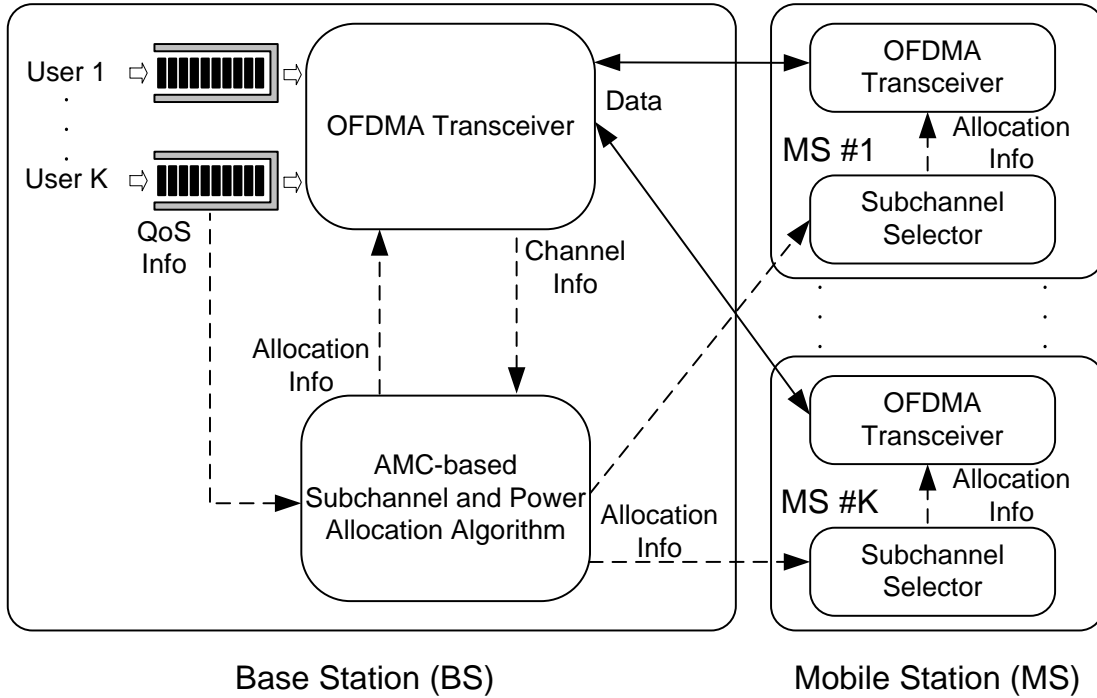 User 1
User K
QoS
Info
OFDMA Transceiver
Data
Channel
Info
Allocation
Info
AMC-based
Subchannel and Power
Allocation Algorithm
Allocation
Info
OFDMA
Transceiver
Allocation
Info
MS #1
Subchannel
Selector
OFDMA
Transceiver
Allocation
Info
MS #K
Subchannel
Selector
Base Station (BS)
Mobile Station (MS)